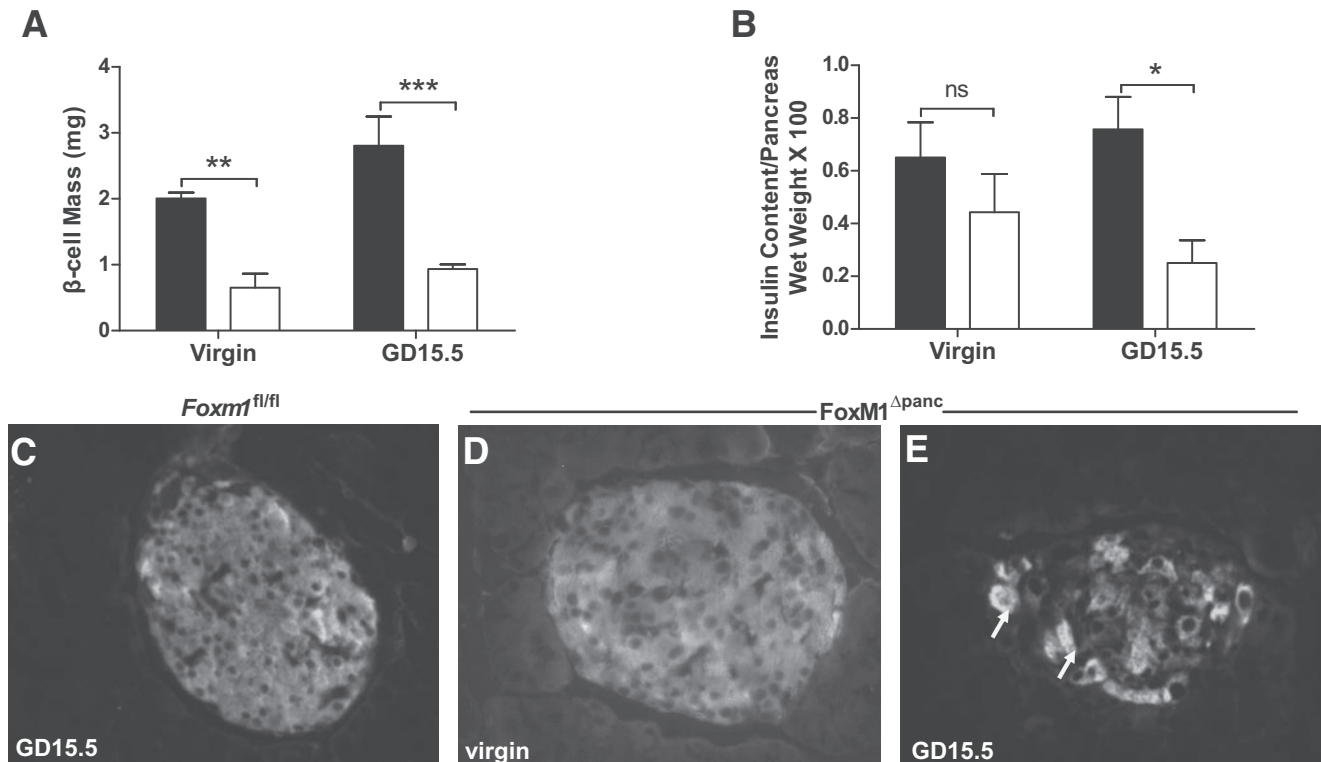 A
4
3
2
1
0
β-cell Mass (mg)
**
***
Virgin
GD15.5
B
1.0
0.8
0.6
0.4
0.2
0.0
Insulin Content/Pancreas
Wet Weight X 100
ns
*
Virgin
GD15.5
Foxm1fl/fl
FoxM1Δpanc
C
GD15.5
D
virgin
E
GD15.5